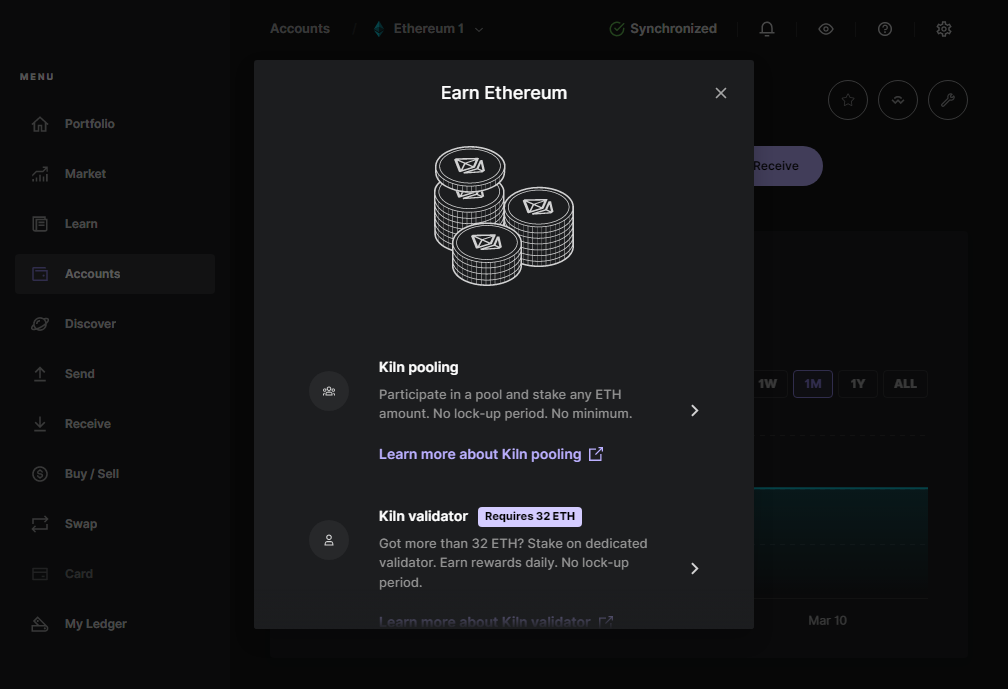 Accounts / Ethereum 1
Synchronized
MENU
Portfolio
Market
Learn
Accounts
Discover
Send
Receive
Buy / Sell
Swap
Card
My Ledger
Earn Ethereum
Receive
Kiln pooling
Participate in a pool and stake any ETH
amount. No lock-up period. No minimum.
Learn more about Kiln pooling
Kiln validator Requires 32 ETH
Got more than 32 ETH? Stake on dedicated
validator. Earn rewards daily. No lock-up
period.
Learn more about Kiln validator
1W 1M 1Y ALL
Mar 10